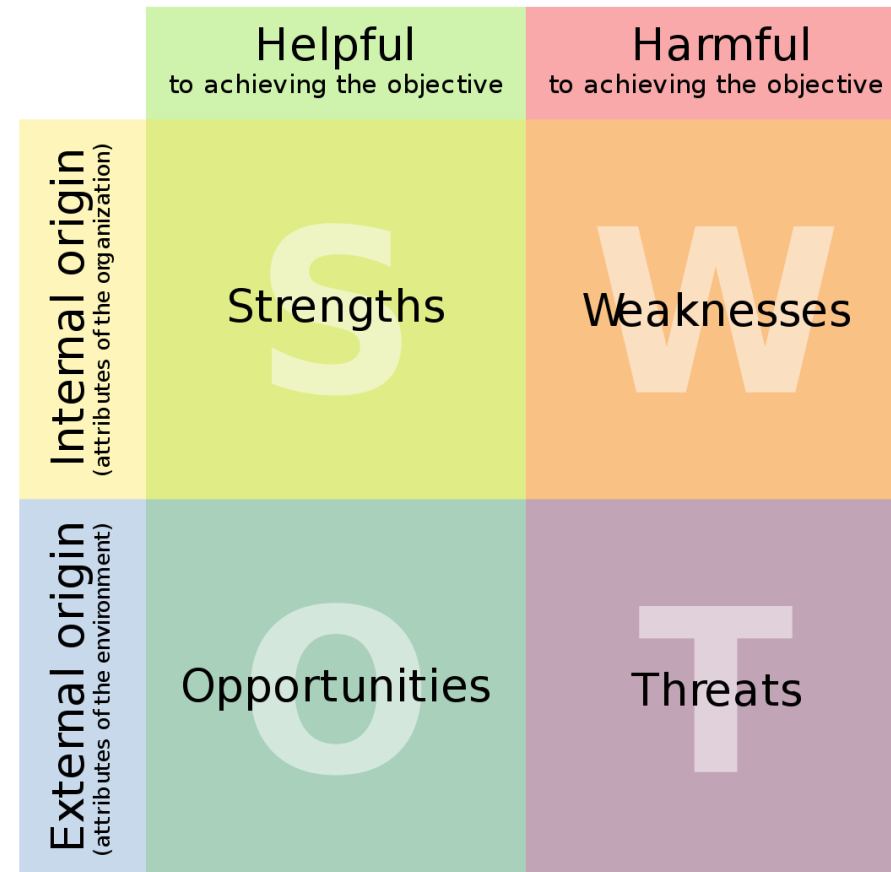 Helpful
to achieving the objective
Harmful
to achieving the objective
Internal origin
(attributes of the organization)
S
Strengths
W
Weaknesses
External origin
(attributes of the environment)
O
Opportunities
T
Threats